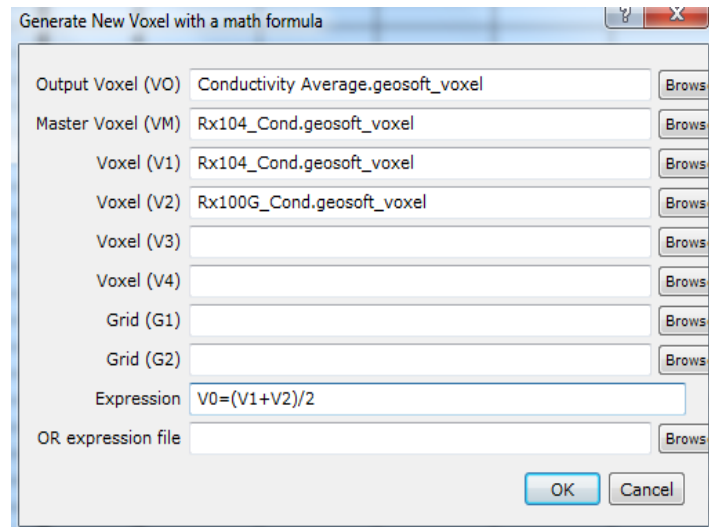 Generate New Voxel with a math formula ? X
Output Voxel (VO) Conductivity Average.geosoft_voxel Brows
Master Voxel (VM) Rx104_Cond.geosoft_voxel Brows
Voxel (V1) Rx104_Cond.geosoft_voxel Brows
Voxel (V2) Rx100G_Cond.geosoft_voxel Brows
Voxel (V3) Brows
Voxel (V4) Brows
Grid (G1) Brows
Grid (G2) Brows
Expression V0=(V1+V2)/2
OR expression file Brows
OK Cancel